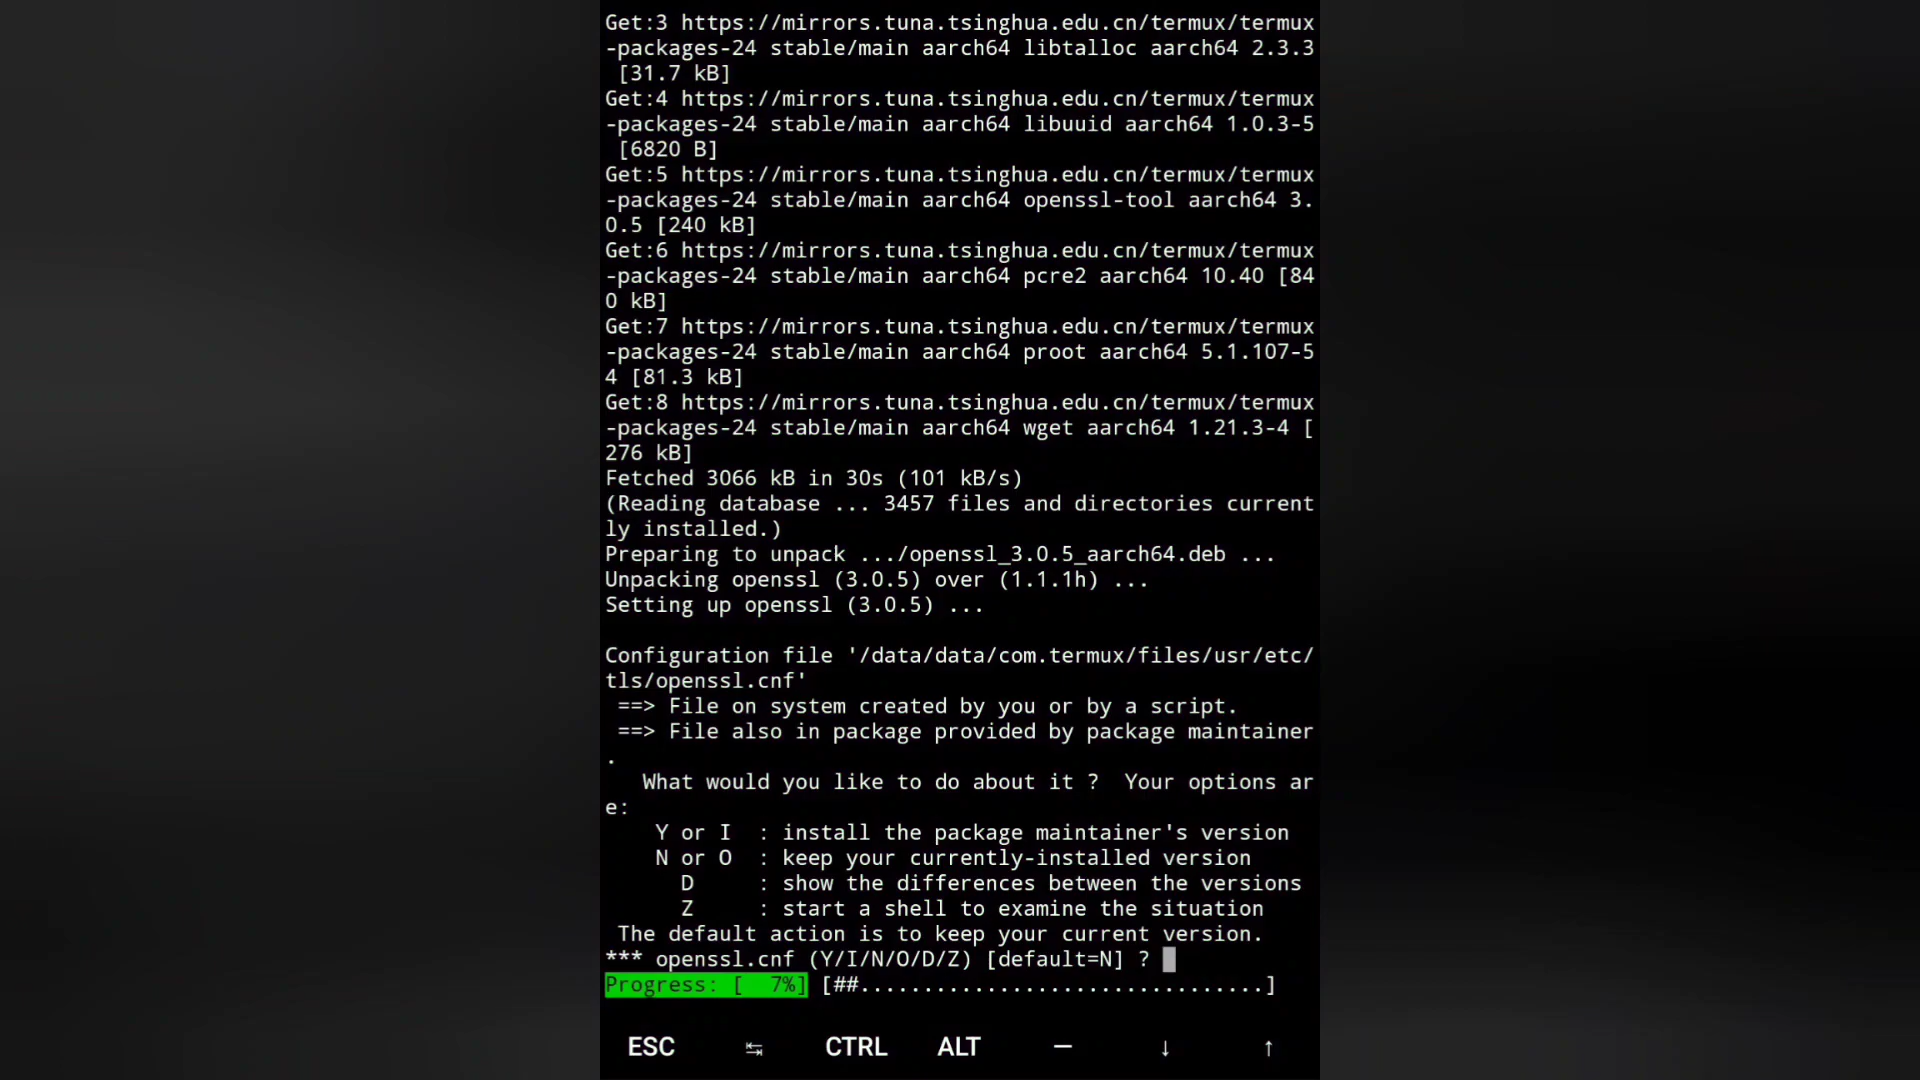 Get:3 https://mirrors.tuna.tsinghua.edu.cn/termux/termux
-packages-24 stable/main aarch64 libtalloc aarch64 2.3.3
[31.7 kB]
Get:4 https://mirrors.tuna.tsinghua.edu.cn/termux/termux
-packages-24 stable/main aarch64 libuuid aarch64 1.0.3-5
[6820 B]
Get:5 https://mirrors.tuna.tsinghua.edu.cn/termux/termux
-packages-24 stable/main aarch64 openssl-tool aarch64 3.
0.5 [240 kB]
Get:6 https://mirrors.tuna.tsinghua.edu.cn/termux/termux
-packages-24 stable/main aarch64 pcre2 aarch64 10.40 [84
0 kB]
Get:7 https://mirrors.tuna.tsinghua.edu.cn/termux/termux
-packages-24 stable/main aarch64 proot aarch64 5.1.107-5
4 [81.3 kB]
Get:8 https://mirrors.tuna.tsinghua.edu.cn/termux/termux
-packages-24 stable/main aarch64 wget aarch64 1.21.3-4 [
276 kB]
Fetched 3066 kB in 30s (101 kB/s)
(Reading database ... 3457 files and directories current
ly installed.)
Preparing to unpack .../openssl_3.0.5_aarch64.deb ...
Unpacking openssl (3.0.5) over (1.1.1h) ...
Setting up openssl (3.0.5) ...
Configuration file '/data/data/com.termux/files/usr/etc/
tls/openssl.cnf'
==> File on system created by you or by a script.
==> File also in package provided by package maintainer
.
What would you like to do about it ?  Your options ar
e:
Y or I  : install the package maintainer's version
N or O  : keep your currently-installed version
D     : show the differences between the versions
Z     : start a shell to examine the situation
The default action is to keep your current version.
*** openssl.cnf (Y/I/N/O/D/Z) [default=N] ?
Progress: [  7%] [##................................]
ESC ⇆ CTRL ALT — ↓ ↑